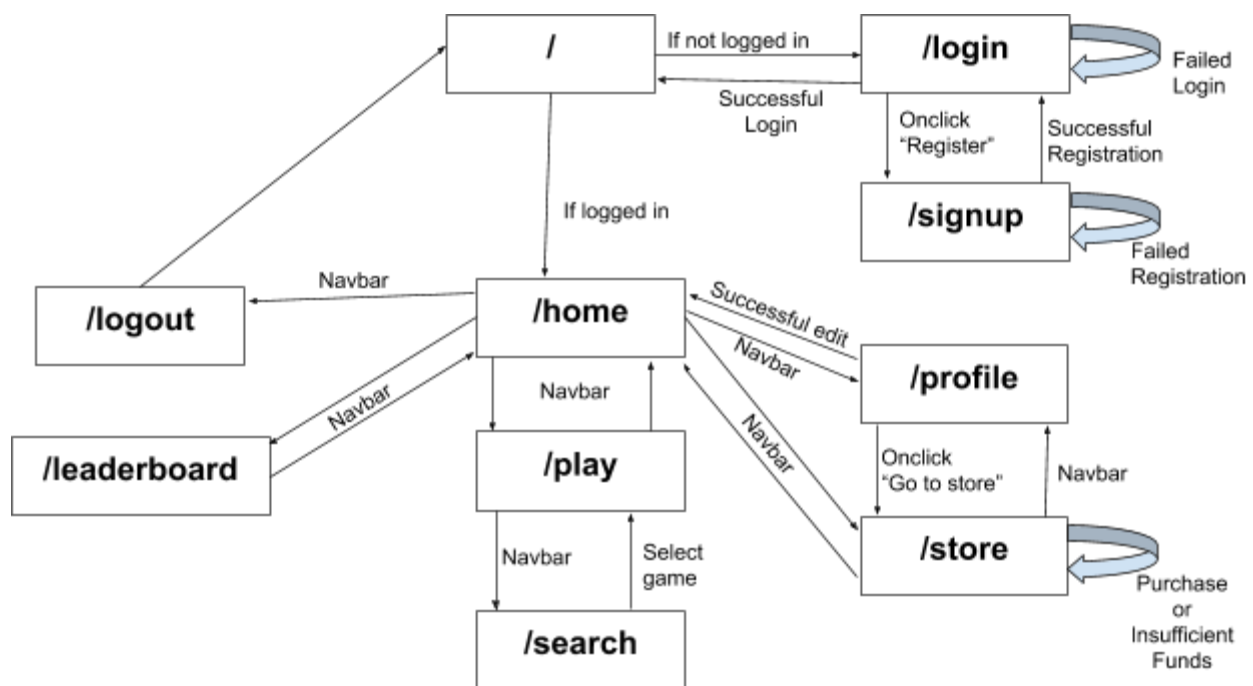 /
If not logged in
/login
Failed
Login
Successful
Login
Onclick
“Register”
Successful
Registration
/signup
Failed
Registration
If logged in
Navbar
/logout
/home
Successful edit
Navbar
/profile
Navbar
Navbar
Navbar
/leaderboard
/play
Onclick
“Go to store”
Navbar
Navbar
Select
game
/store
Purchase
or
Insufficient
Funds
/search